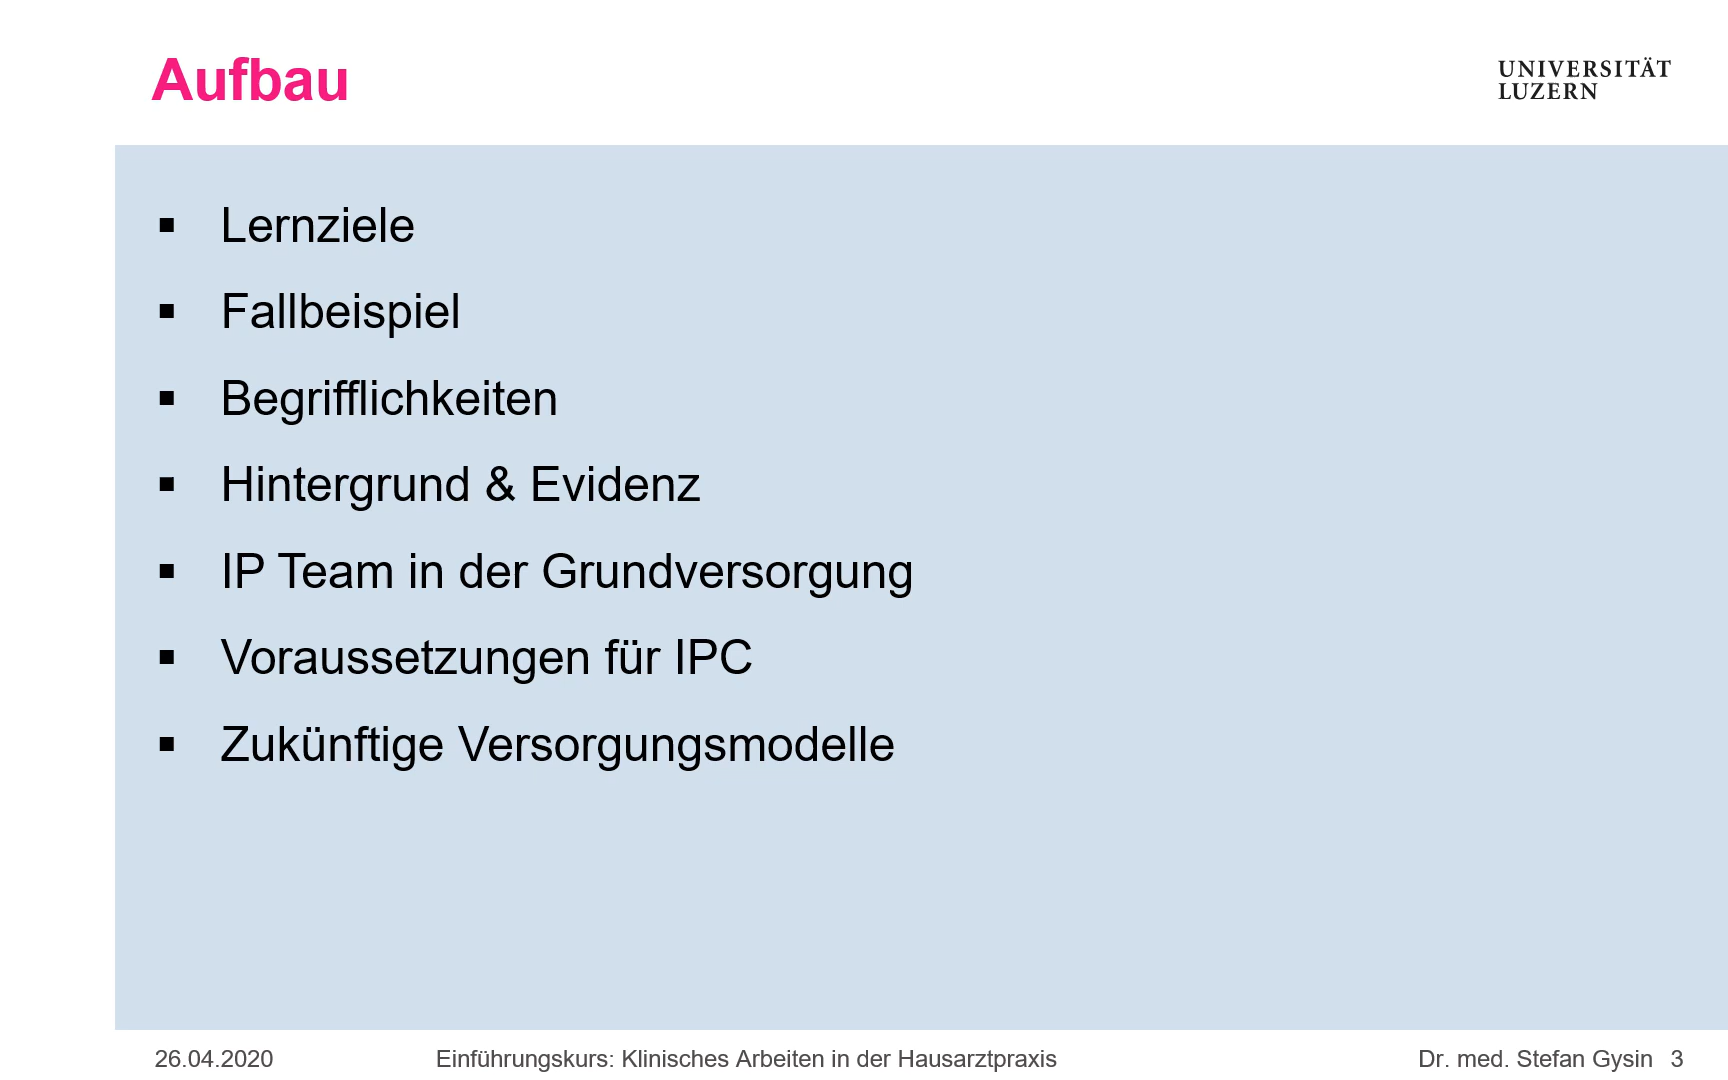 Aufbau
UNIVERSITÄT
LUZERN
▪ Lernziele
▪ Fallbeispiel
▪ Begrifflichkeiten
▪ Hintergrund & Evidenz
▪ IP Team in der Grundversorgung
▪ Voraussetzungen für IPC
▪ Zukünftige Versorgungsmodelle
26.04.2020 Einführungskurs: Klinisches Arbeiten in der Hausarztpraxis Dr. med. Stefan Gysin 3